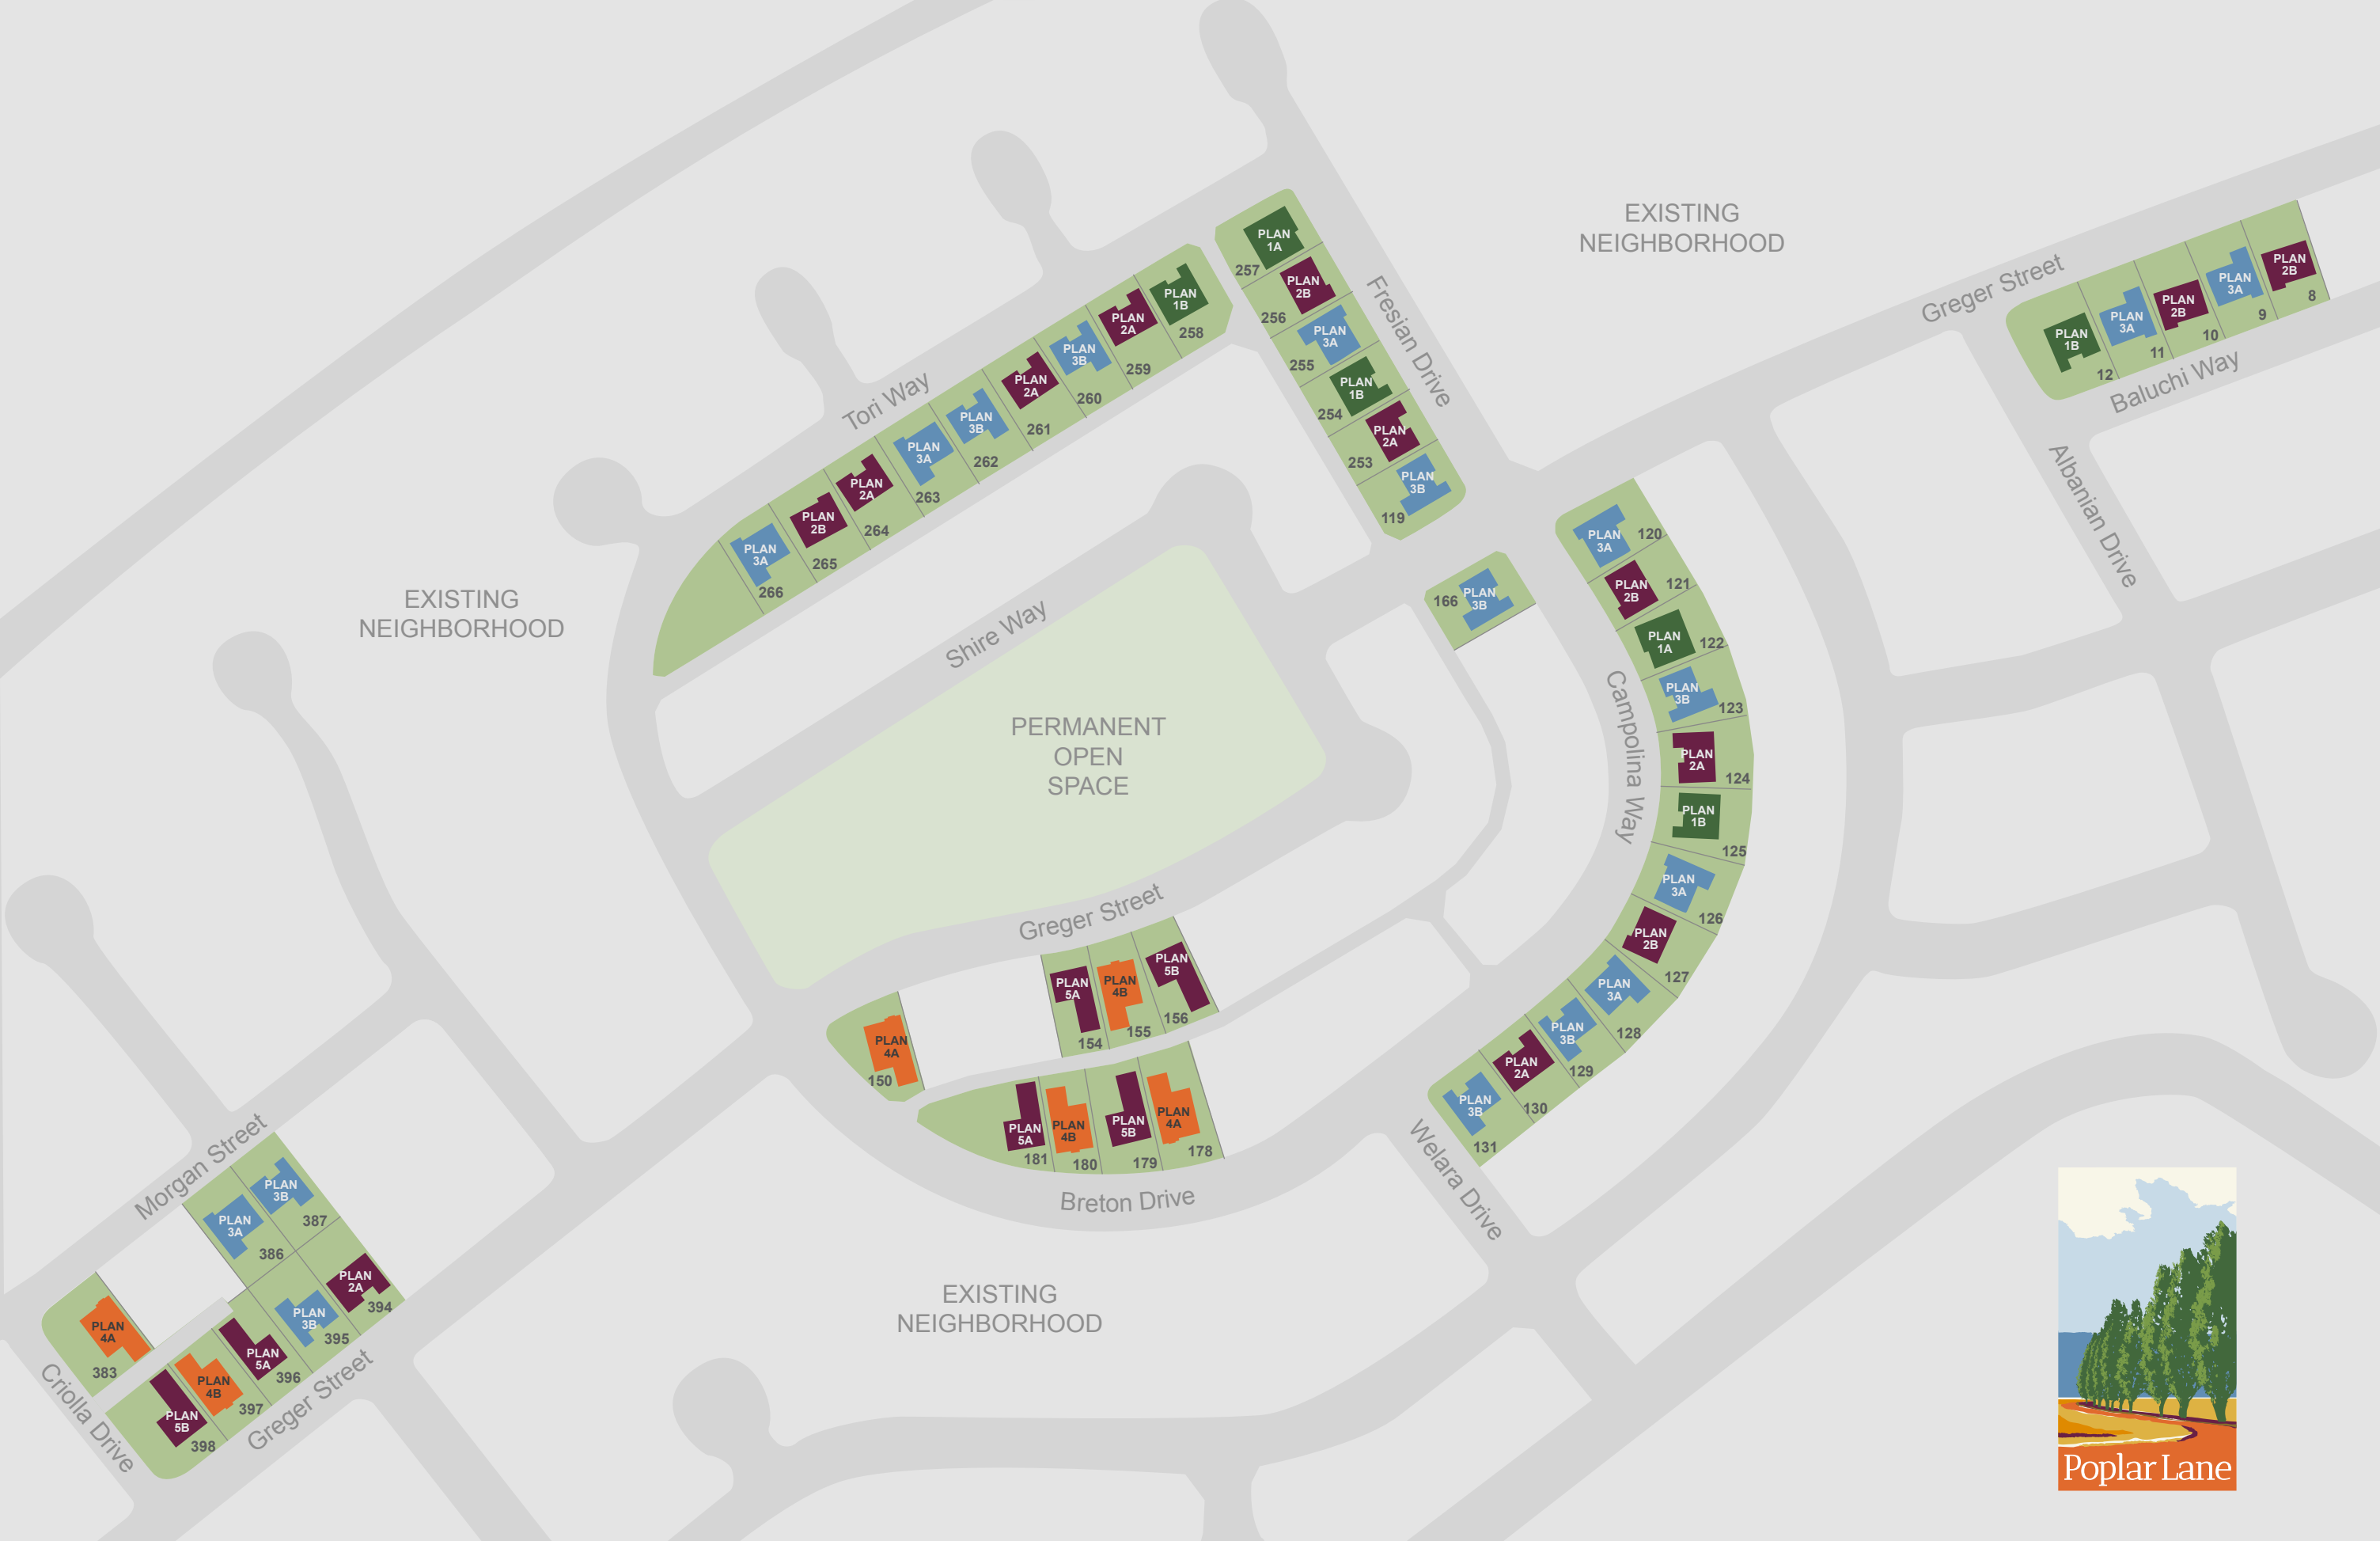 EXISTING
NEIGHBORHOOD
Fresian Drive
PLAN
1A
257
PLAN
2B
256
PLAN
3A
255
PLAN
1B
254
PLAN
2A
253
PLAN
3B
119
Greger Street
PLAN
2B
8
PLAN
3A
9
PLAN
2B
10
PLAN
3A
11
PLAN
1B
12
Baluchi Way
Albanian Drive
Tori Way
PLAN
1B
258
PLAN
2A
259
PLAN
3B
260
PLAN
2A
261
PLAN
3B
262
PLAN
3A
263
PLAN
2A
264
PLAN
2B
265
PLAN
3A
266
EXISTING
NEIGHBORHOOD
Shire Way
PERMANENT
OPEN
SPACE
166
PLAN
3B
PLAN
3A
120
PLAN
2B
121
PLAN
1A
122
PLAN
3B
123
PLAN
2A
124
PLAN
1B
125
PLAN
3A
126
PLAN
2B
127
PLAN
3A
128
PLAN
3B
129
PLAN
2A
130
PLAN
3B
131
Campolina Way
Welara Drive
Greger Street
PLAN
5A
154
PLAN
4B
155
PLAN
5B
156
PLAN
4A
150
PLAN
5A
181
PLAN
4B
180
PLAN
5B
179
PLAN
4A
178
Breton Drive
EXISTING
NEIGHBORHOOD
Morgan Street
PLAN
3B
387
PLAN
3A
386
PLAN
2A
394
PLAN
3B
395
PLAN
5A
396
PLAN
4B
397
PLAN
5B
398
PLAN
4A
383
Criolla Drive
Greger Street
Poplar Lane